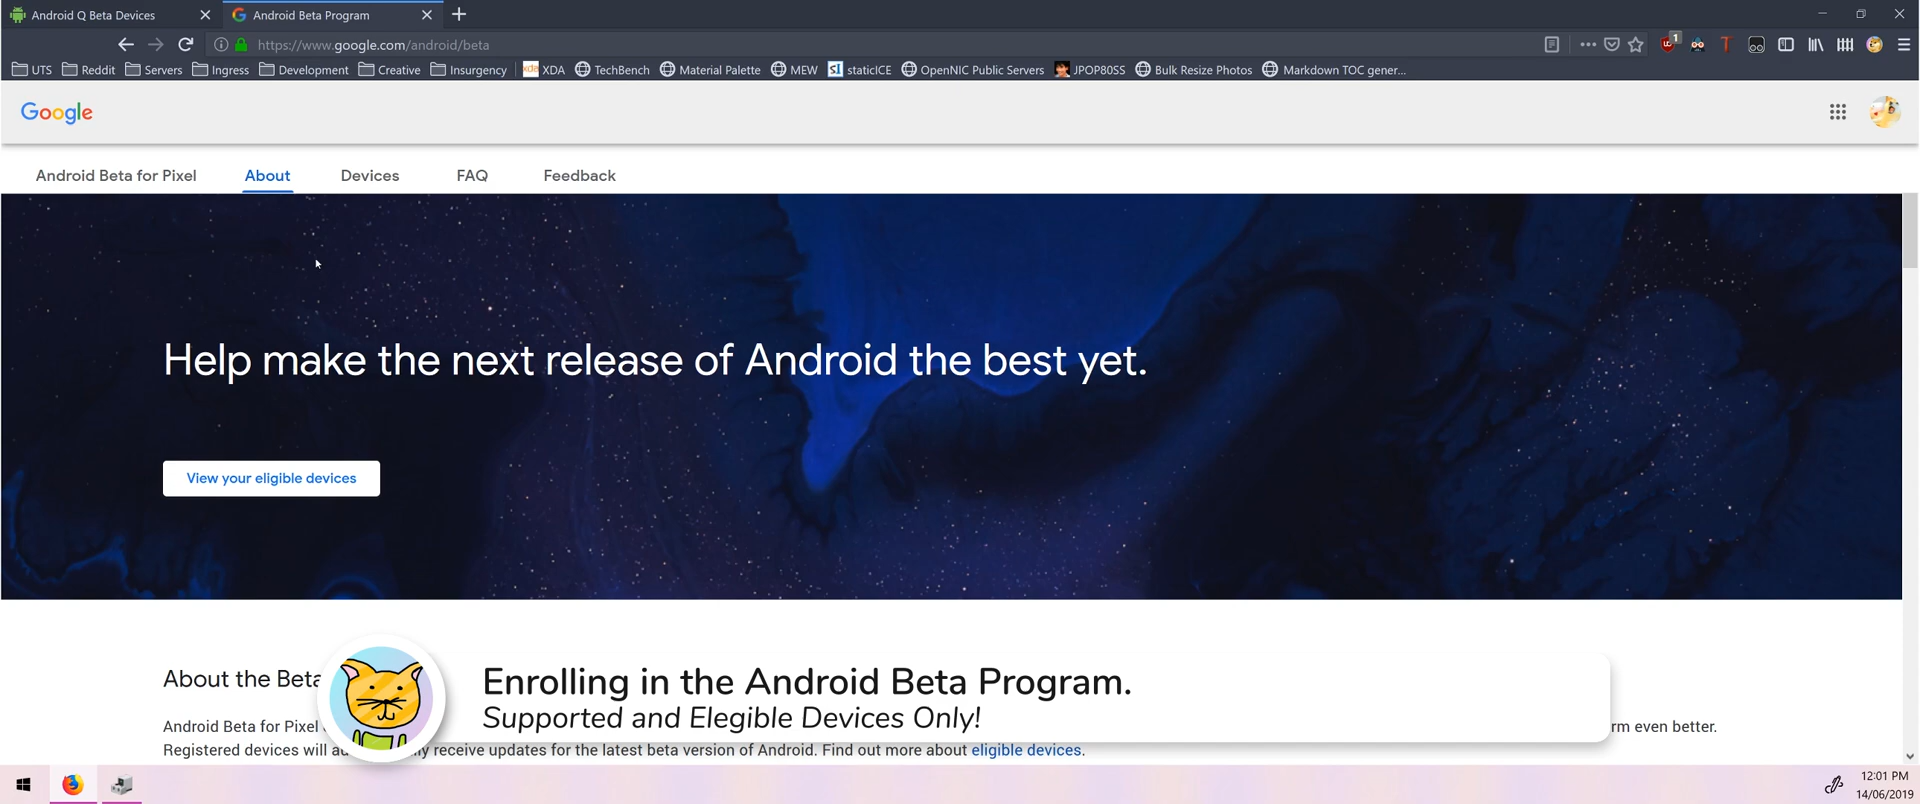 Android Q Beta Devices
Android Beta Program
https://www.google.com/android/beta
1
UTS Reddit Servers Ingress Development Creative Insurgency XDA TechBench Material Palette MEW staticICE OpenNIC Public Servers JPOP80SS Bulk Resize Photos Markdown TOC gener...
Google
Android Beta for Pixel About Devices FAQ Feedback
Help make the next release of Android the best yet.
View your eligible devices
About the Beta
Enrolling in the Android Beta Program.
Supported and Elegible Devices Only!
Android Beta for Pixel
even better.
Registered devices will receive updates for the latest beta version of Android. Find out more about eligible devices.
12:01 PM
14/06/2019